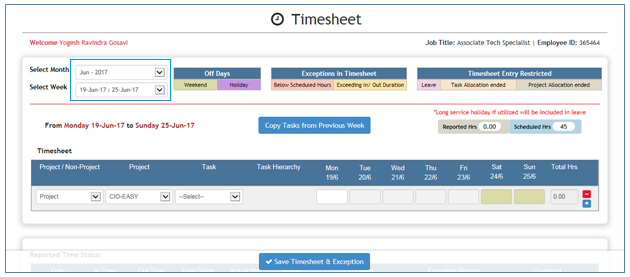 Timesheet
Welcome Yogesh Ravindra Gosavi
Job Title: Associate Tech Specialist | Employee ID: 365464
Select Month Jun - 2017
Select Week 19-Jun-17 : 25-Jun-17
Off Days
Weekend Holiday
Exceptions in Timesheet
Below Scheduled Hours Exceeding In/ Out Duration
Timesheet Entry Restricted
Leave Task Allocation ended Project Allocation ended
*Long service holiday if utilized will be included in leave
From Monday 19-Jun-17 to Sunday 25-Jun-17
Copy Tasks from Previous Week
Reported Hrs 0.00 Scheduled Hrs 45
Timesheet
Project / Non-Project Project Task Task Hierarchy Mon 19/6 Tue 20/6 Wed 21/6 Thu 22/6 Fri 23/6 Sat 24/6 Sun 25/6 Total Hrs
Project CIO-EASY --Select-- 0.00
Reported Time Status
Save Timesheet & Exception